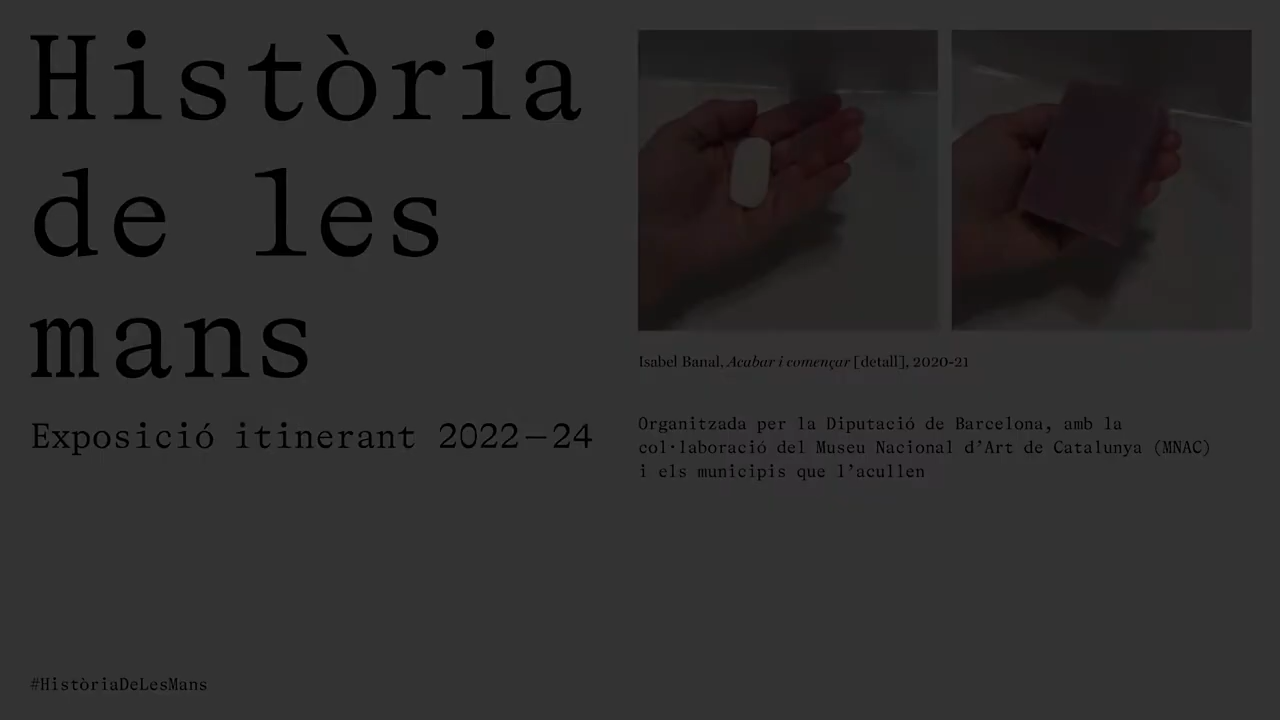 Història
de les
mans
Exposició itinerant 2022—24
Isabel Banal, Acabar i començar [detall], 2020-21
Organitzada per la Diputació de Barcelona, amb la
col·laboració del Museu Nacional d’Art de Catalunya (MNAC)
i els municipis que l’acullen
#HistòriaDeLesMans